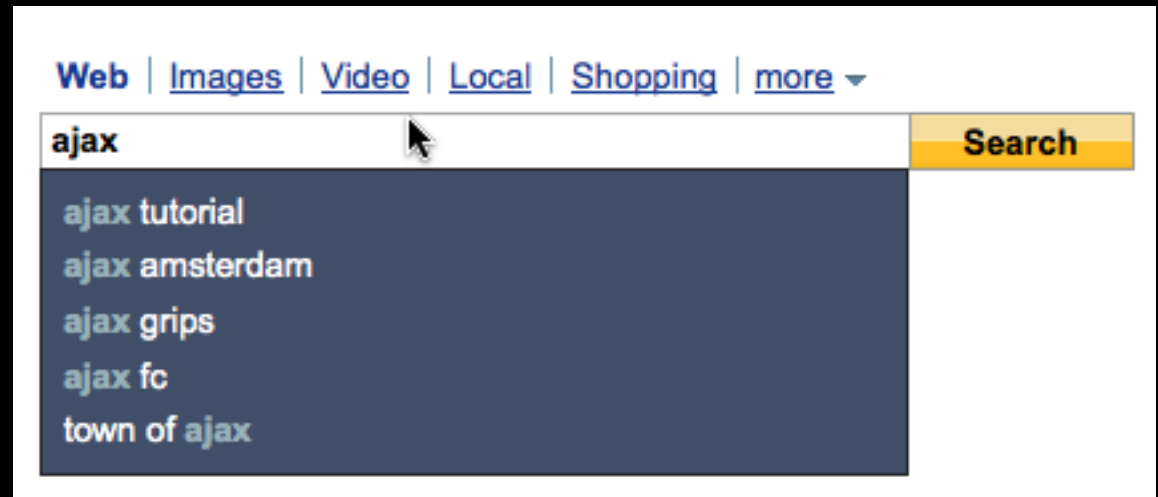 Web | Images | Video | Local | Shopping | more
ajax Search
ajax tutorial
ajax amsterdam
ajax grips
ajax fc
town of ajax